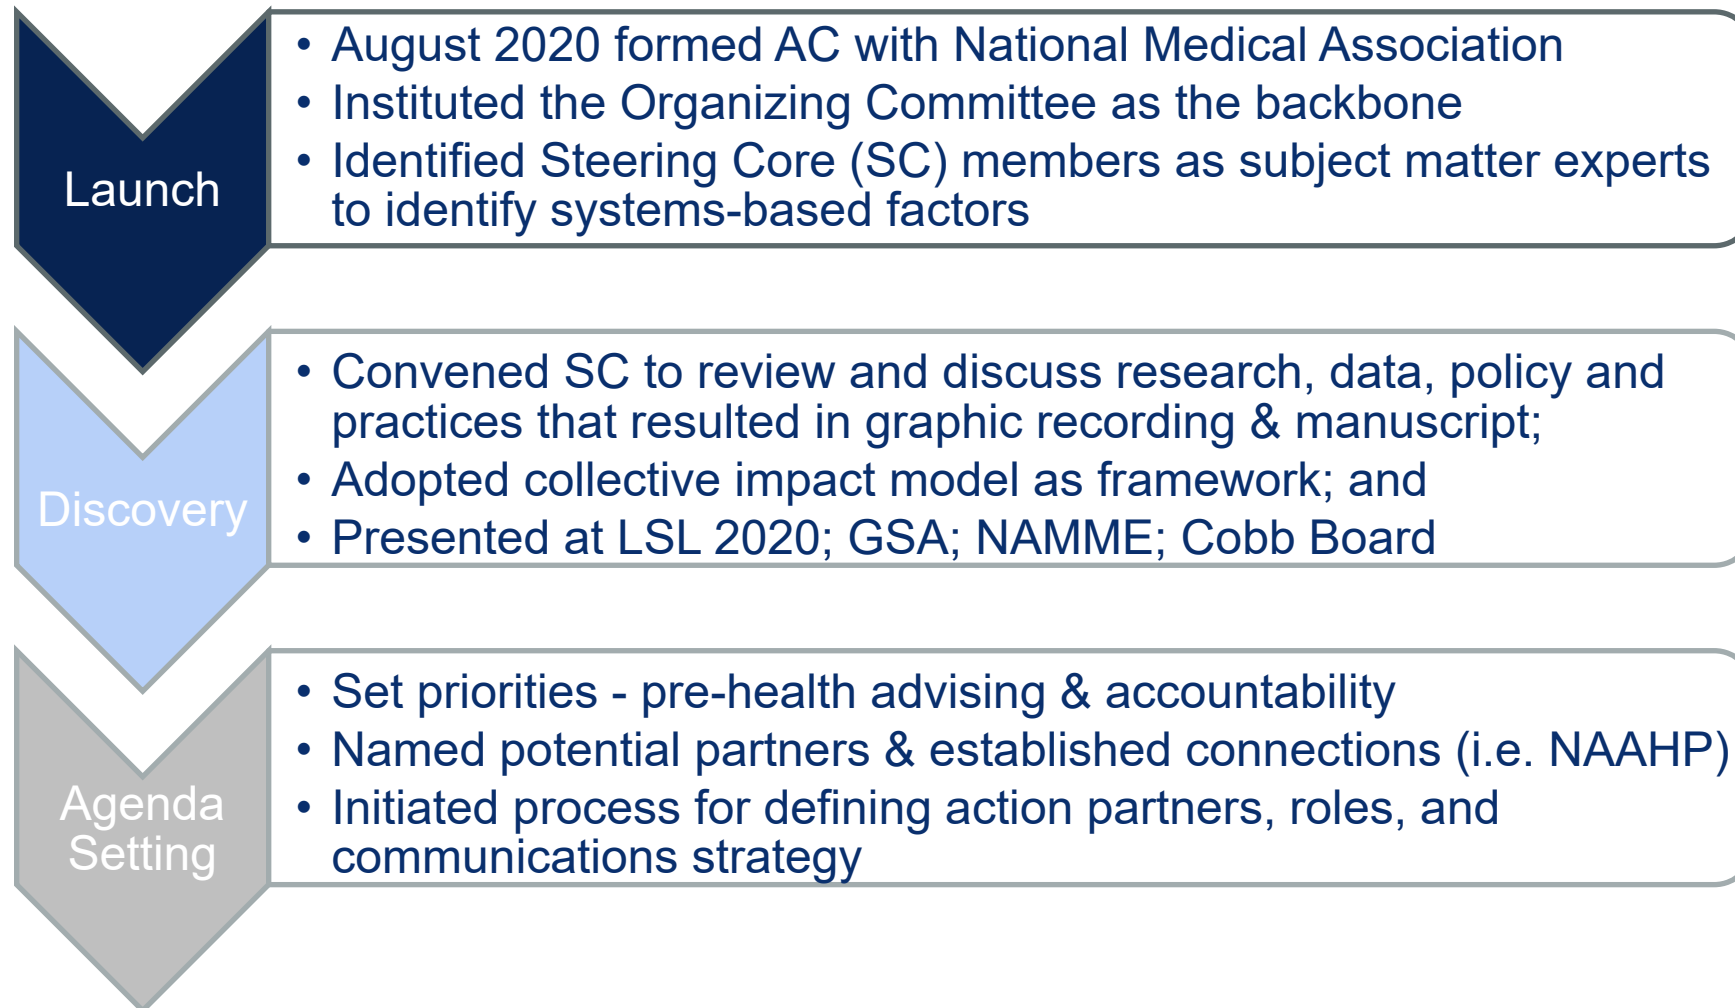 Launch
• August 2020 formed AC with National Medical Association
• Instituted the Organizing Committee as the backbone
• Identified Steering Core (SC) members as subject matter experts
to identify systems-based factors
Discovery
• Convened SC to review and discuss research, data, policy and
practices that resulted in graphic recording & manuscript;
• Adopted collective impact model as framework; and
• Presented at LSL 2020; GSA; NAMME; Cobb Board
Agenda
Setting
• Set priorities - pre-health advising & accountability
• Named potential partners & established connections (i.e. NAAHP)
• Initiated process for defining action partners, roles, and
communications strategy